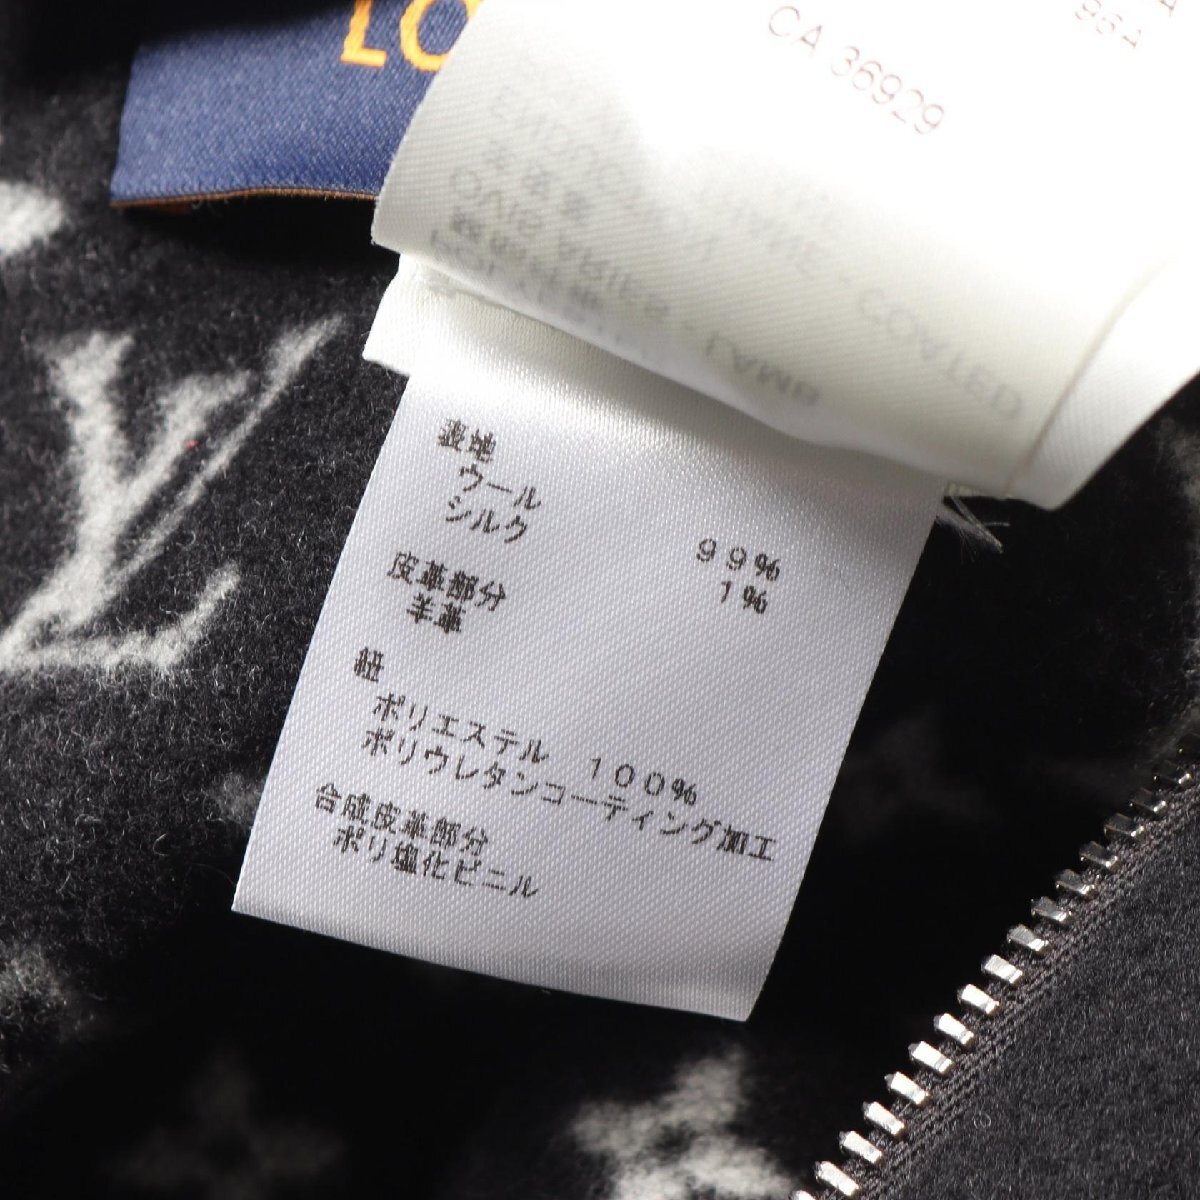 LO
96A
CA 36929
表地
ウール 99%
シルク 1%
皮革部分
羊革
紐
ポリエステル 100%
ポリウレタンコーティング加工
合成皮革部分
ポリ塩化ビニル